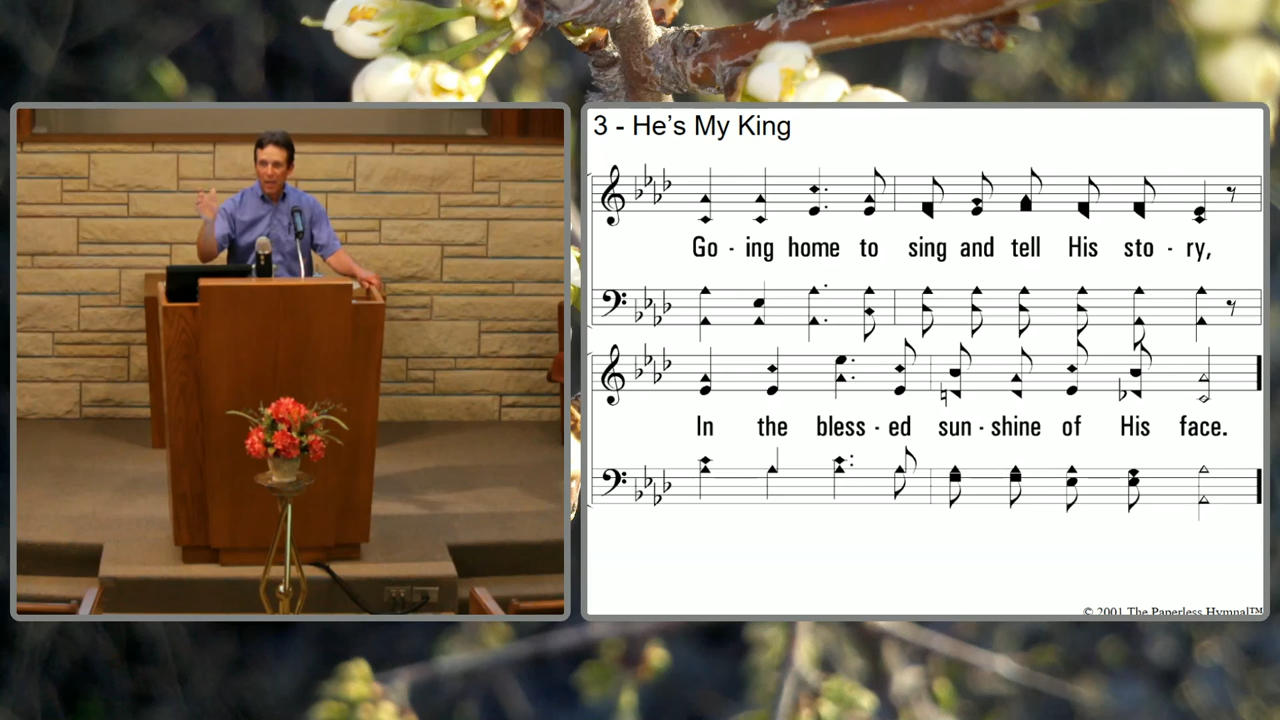 3 - He’s My King
Go - ing home to sing and tell His sto - ry,
In the bless - ed sun - shine of His face.
© 2001 The Paperless Hymnal™